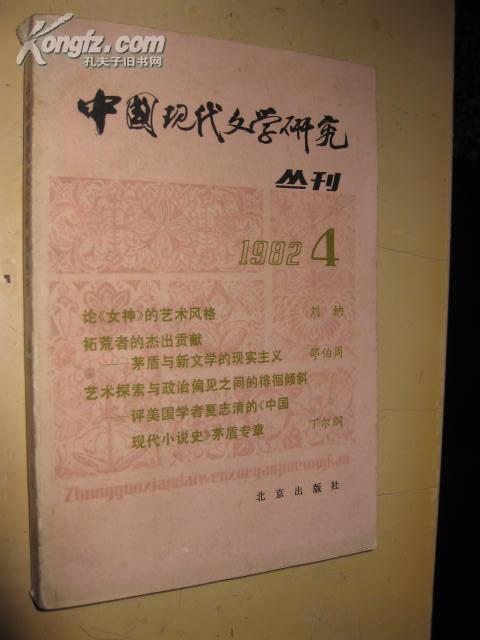 Kongfz.com
孔夫子旧书网
中國现代文学研究
丛刊
1982 4
论《女神》的艺术风格 刘纳
拓荒者的杰出贡献
——茅盾与新文学的现实主义 邵伯周
艺术探索与政治偏见之间的徘徊倾斜
——评美国学者夏志清的《中国
现代小说史》茅盾专章 丁尔纲
Zhongguoxiandaiwenxueyanjiucongkan
北京出版社